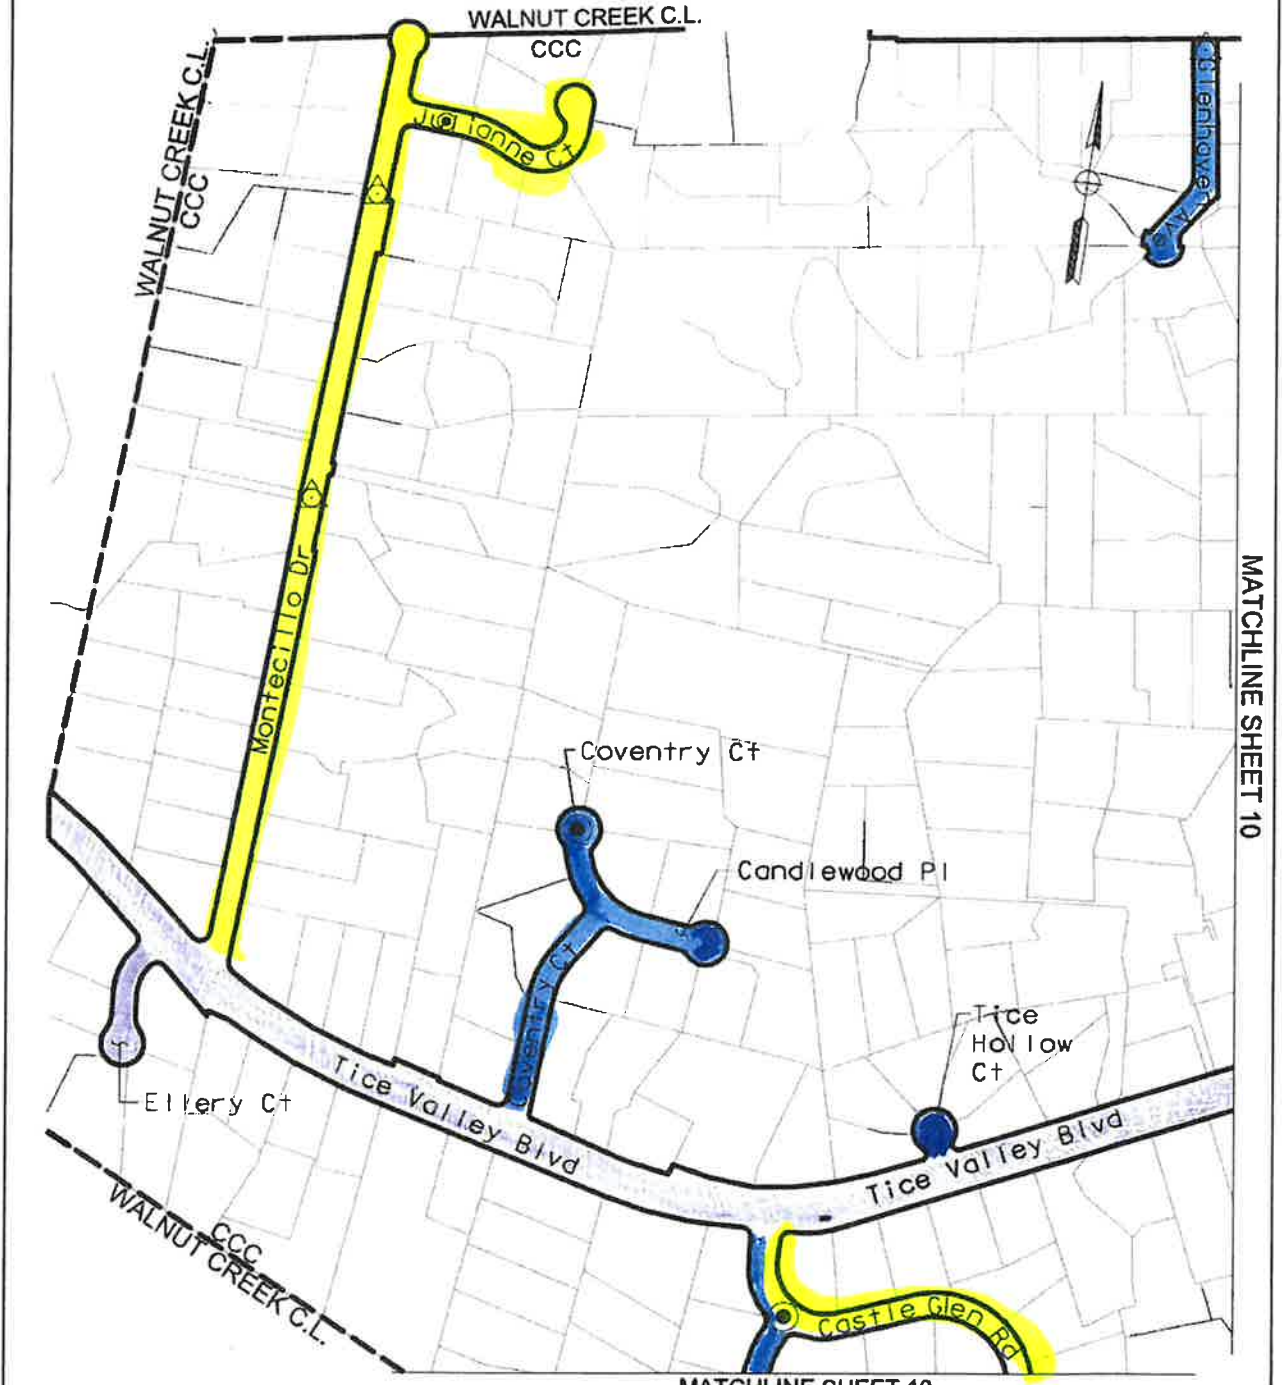 WALNUT CREEK C.L.
CCC
WALNUT CREEK C.L.
CCC
Julianne Ct
Glenhaven Ave
Montecillo Dr
MATCHLINE SHEET 10
Coventry Ct
Candlewood Pl
Coventry Ct
Tice
Hollow
Ct
Ellery Ct
Tice Valley Blvd
Tice Valley Blvd
CCC
WALNUT CREEK C.L.
Castle Glen Rd